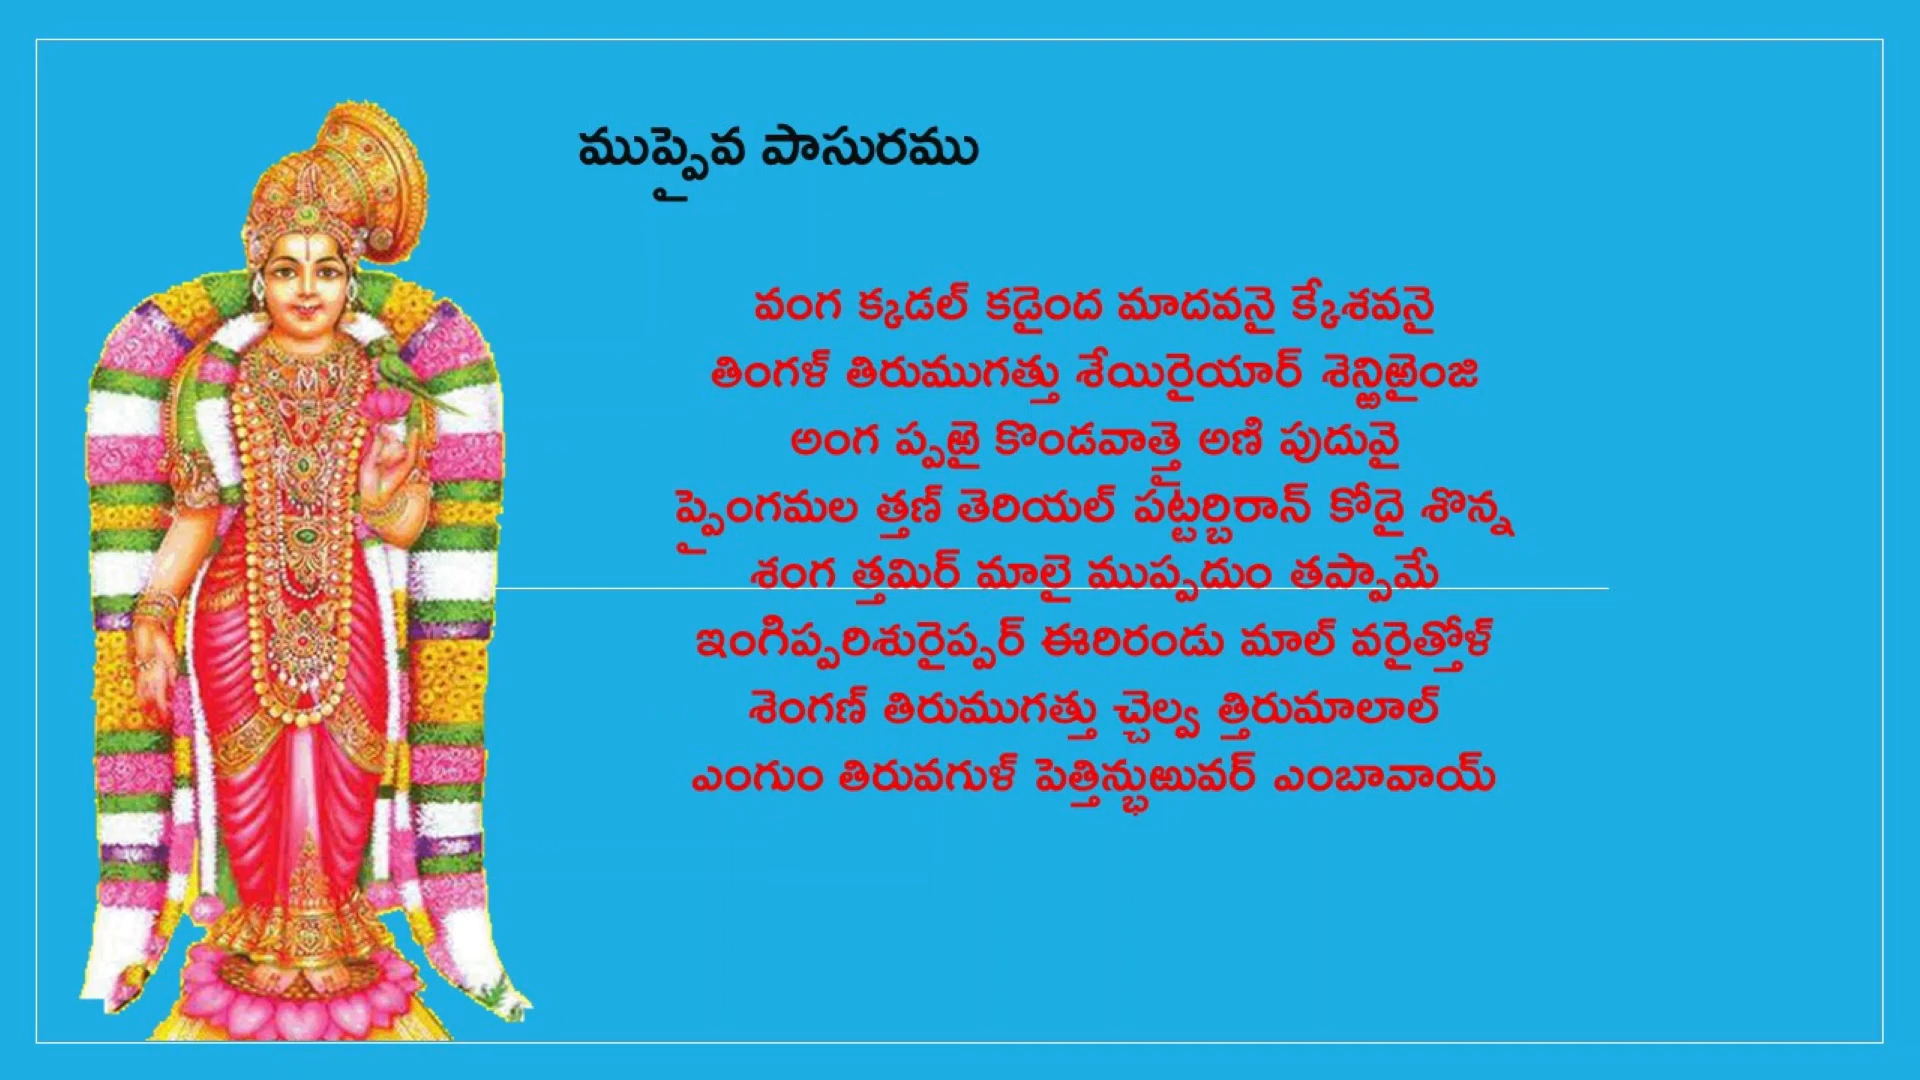 ముప్పైవ పాసురము
వంగ క్కడల్ కడైంద మాదవనై క్కేశవనై
తింగళ్ తిరుముగత్తు శేయిరైయార్ శెన్ఱిఱైంజి
అంగ ప్పఱై కొండవాత్తై అణి పుదువై
ప్పైంగమల త్తణ్ తెరియల్ పట్టర్బిరాన్ కోదై శొన్న
శంగ త్తమిర్ మాలై ముప్పదుం తప్పామే
ఇంగిప్పరిశురైప్పర్ ఈరిరండు మాల్ వరైత్తోళ్
శెంగణ్ తిరుముగత్తు చ్చెల్వ త్తిరుమాలాల్
ఎంగుం తిరువగుళ్ పెత్తిన్బుఱువర్ ఎంబావాయ్